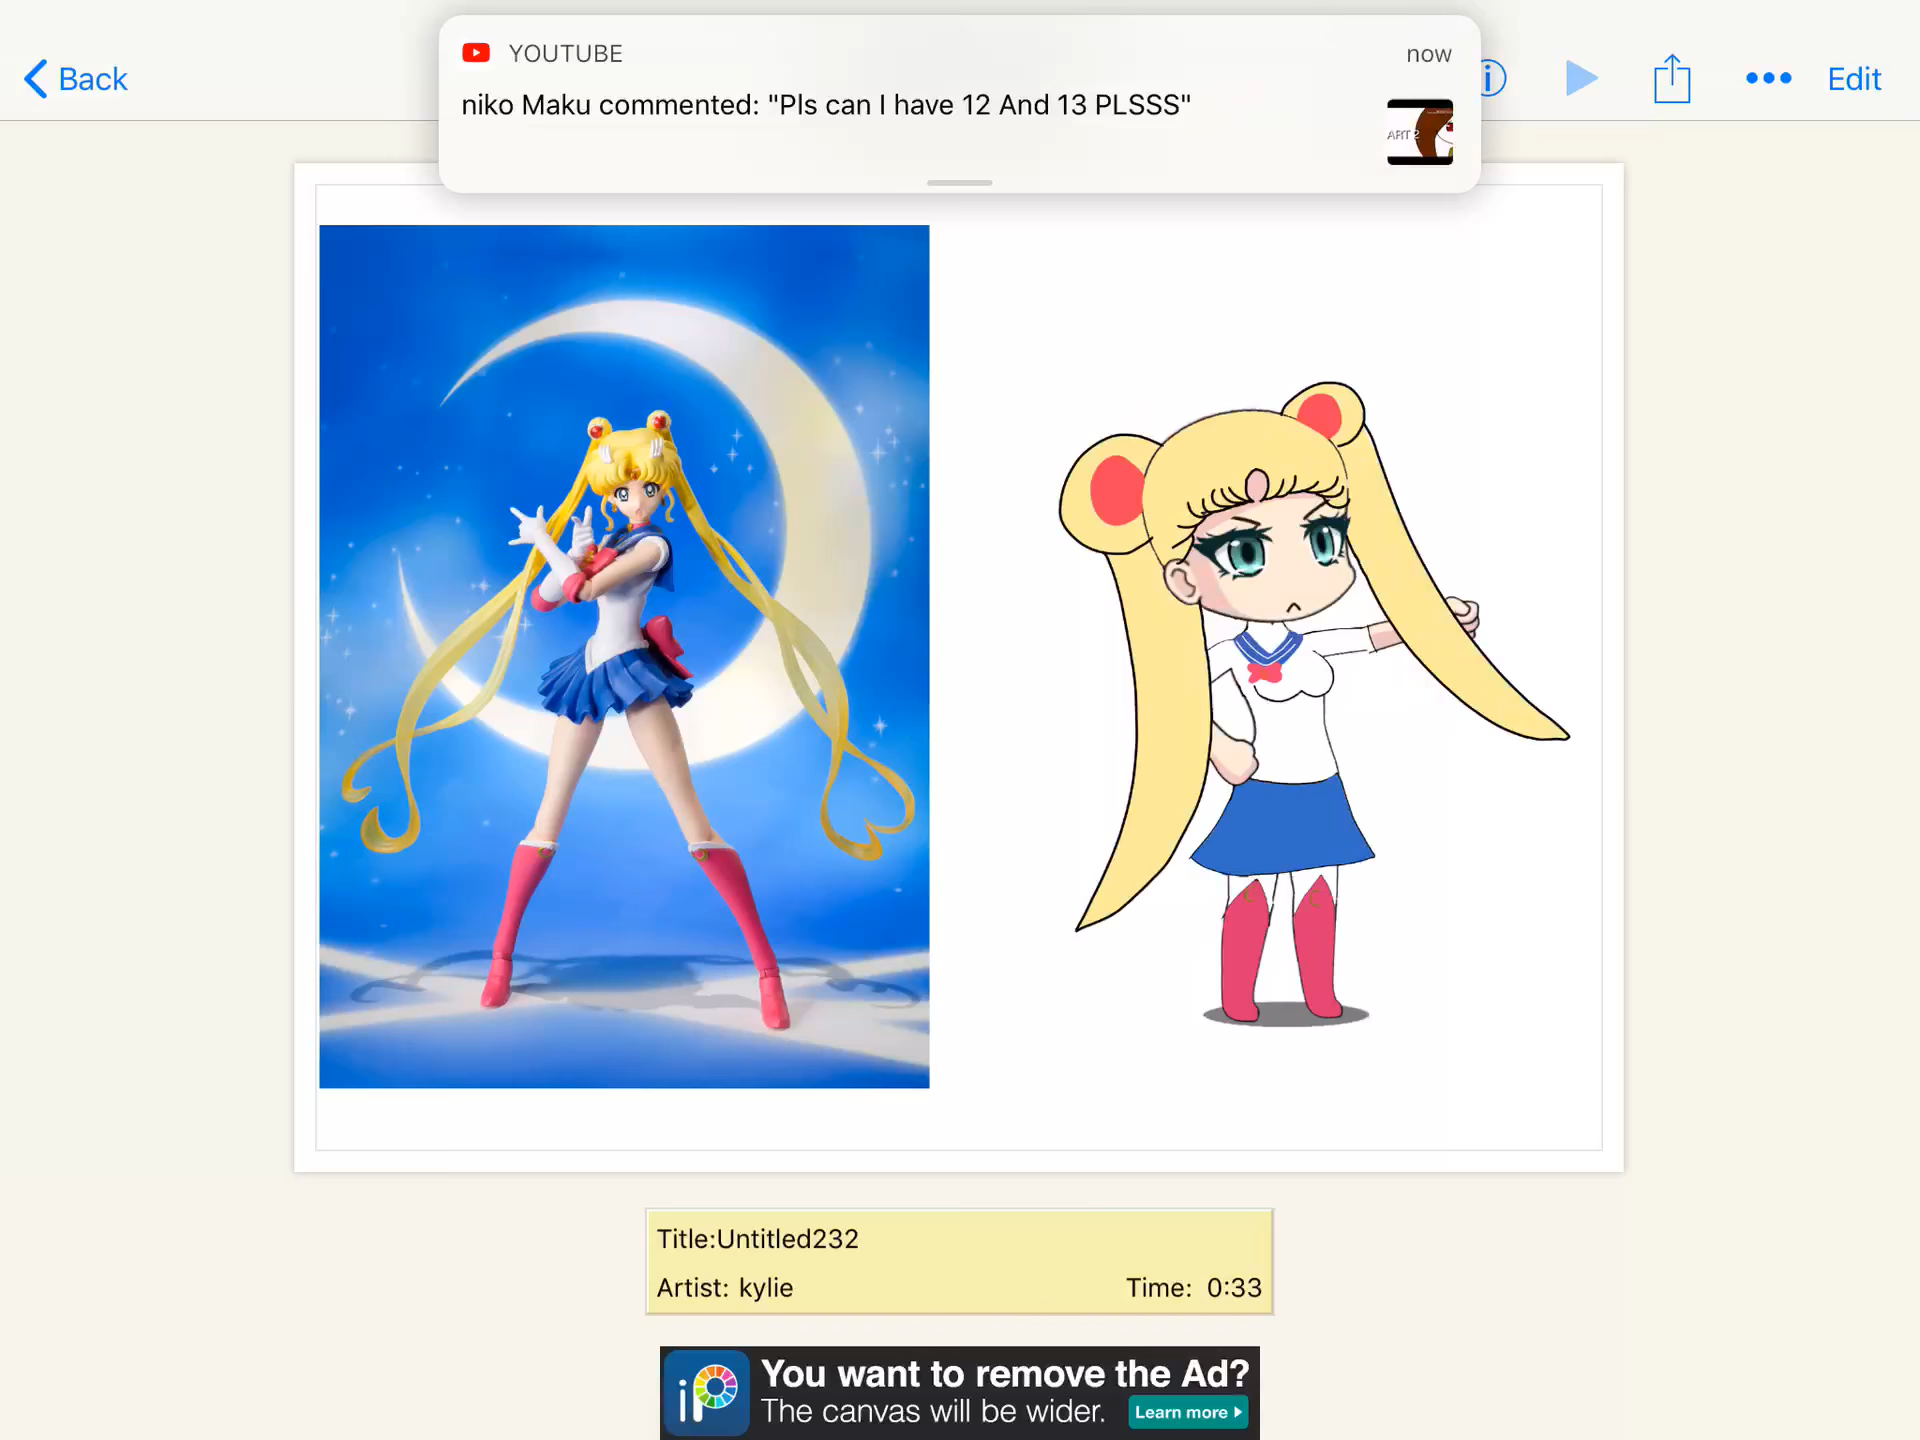 YOUTUBE
now
Back
niko Maku commented: "Pls can I have 12 And 13 PLSSS"
Edit
Title:Untitled232
Artist: kylie
Time: 0:33
iP
You want to remove the Ad?
The canvas will be wider.
Learn more